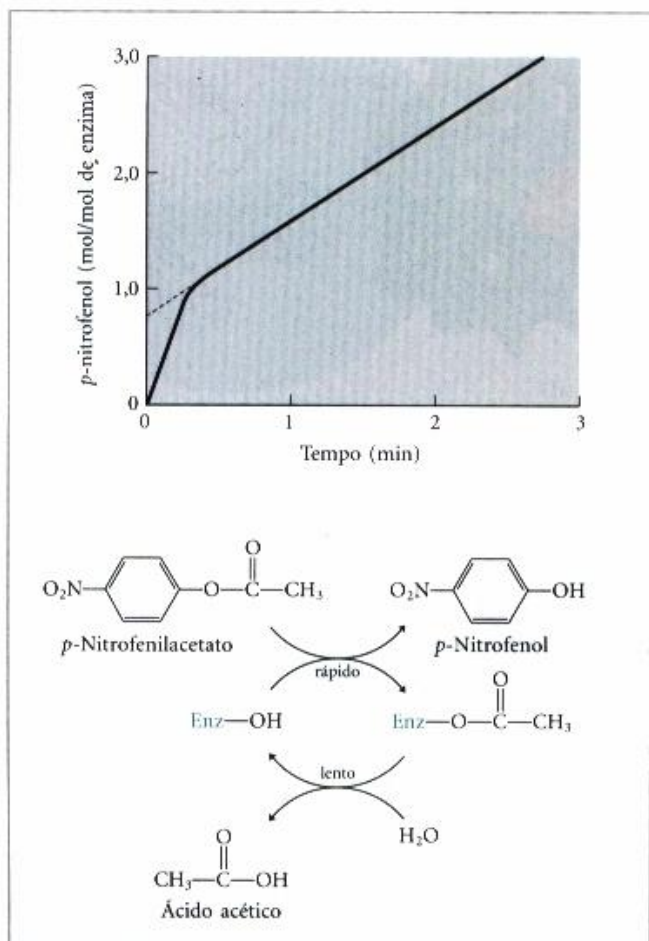 3,0
2,0
1,0
0
p-nitrofenol (mol/mol de enzima)
0 1 2 3
Tempo (min)
O
O₂N— —O—C—CH₃
p-Nitrofenilacetato
O₂N— —OH
p-Nitrofenol
rápido
Enz—OH
O
Enz—O—C—CH₃
lento
H₂O
O
CH₃—C—OH
Ácido acético